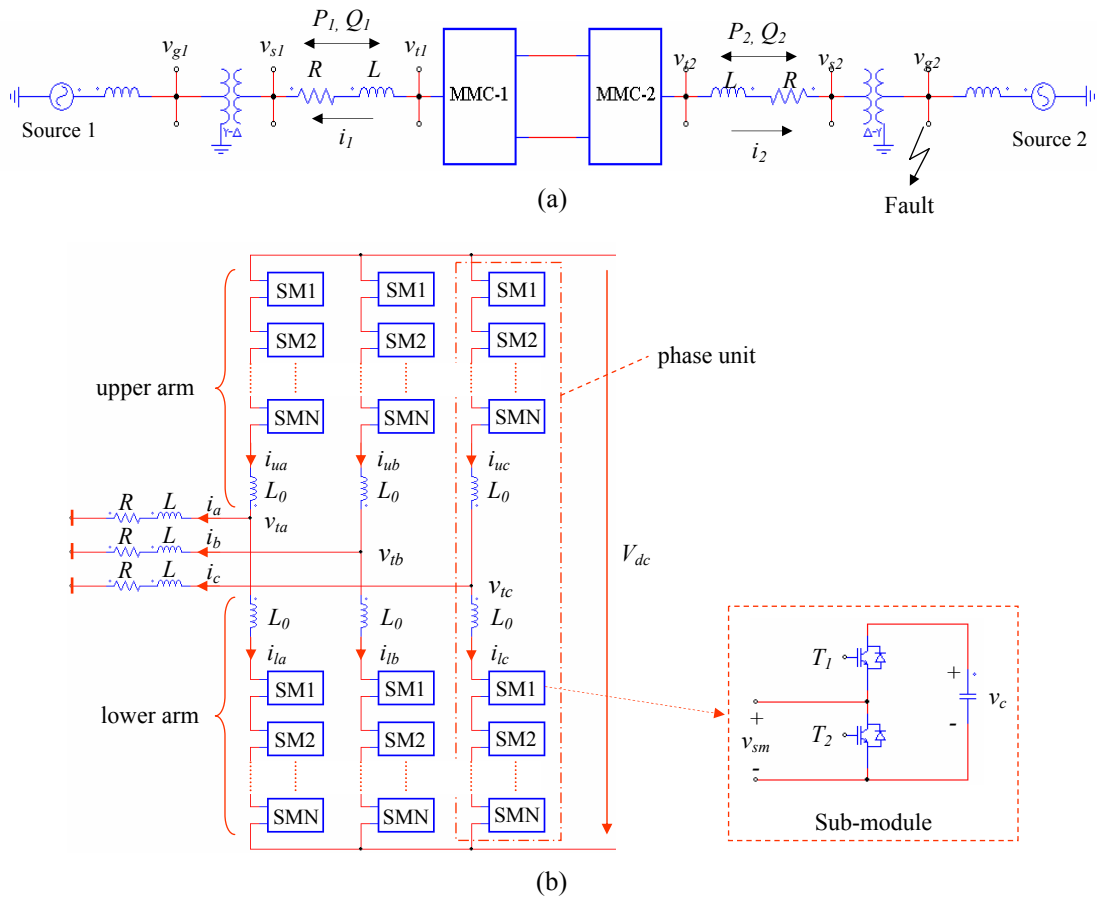 P1, Q1
P2, Q2
vg1
vs1
vt1
vt2
vs2
vg2
R
L
MMC-1
MMC-2
L
R
Source 1
Y-Δ
i1
i2
Δ-Y
Source 2
Fault
(a)
SM1
SM1
SM1
SM2
SM2
SM2
phase unit
upper arm
SMN
SMN
SMN
iua
iub
iuc
L0
L0
L0
R
L
ia
vta
R
L
ib
vtb
Vdc
R
L
ic
vtc
L0
L0
L0
ila
ilb
ilc
SM1
SM1
SM1
T1
+
vc
lower arm
SM2
SM2
SM2
+
vsm
-
T2
-
SMN
SMN
SMN
Sub-module
(b)